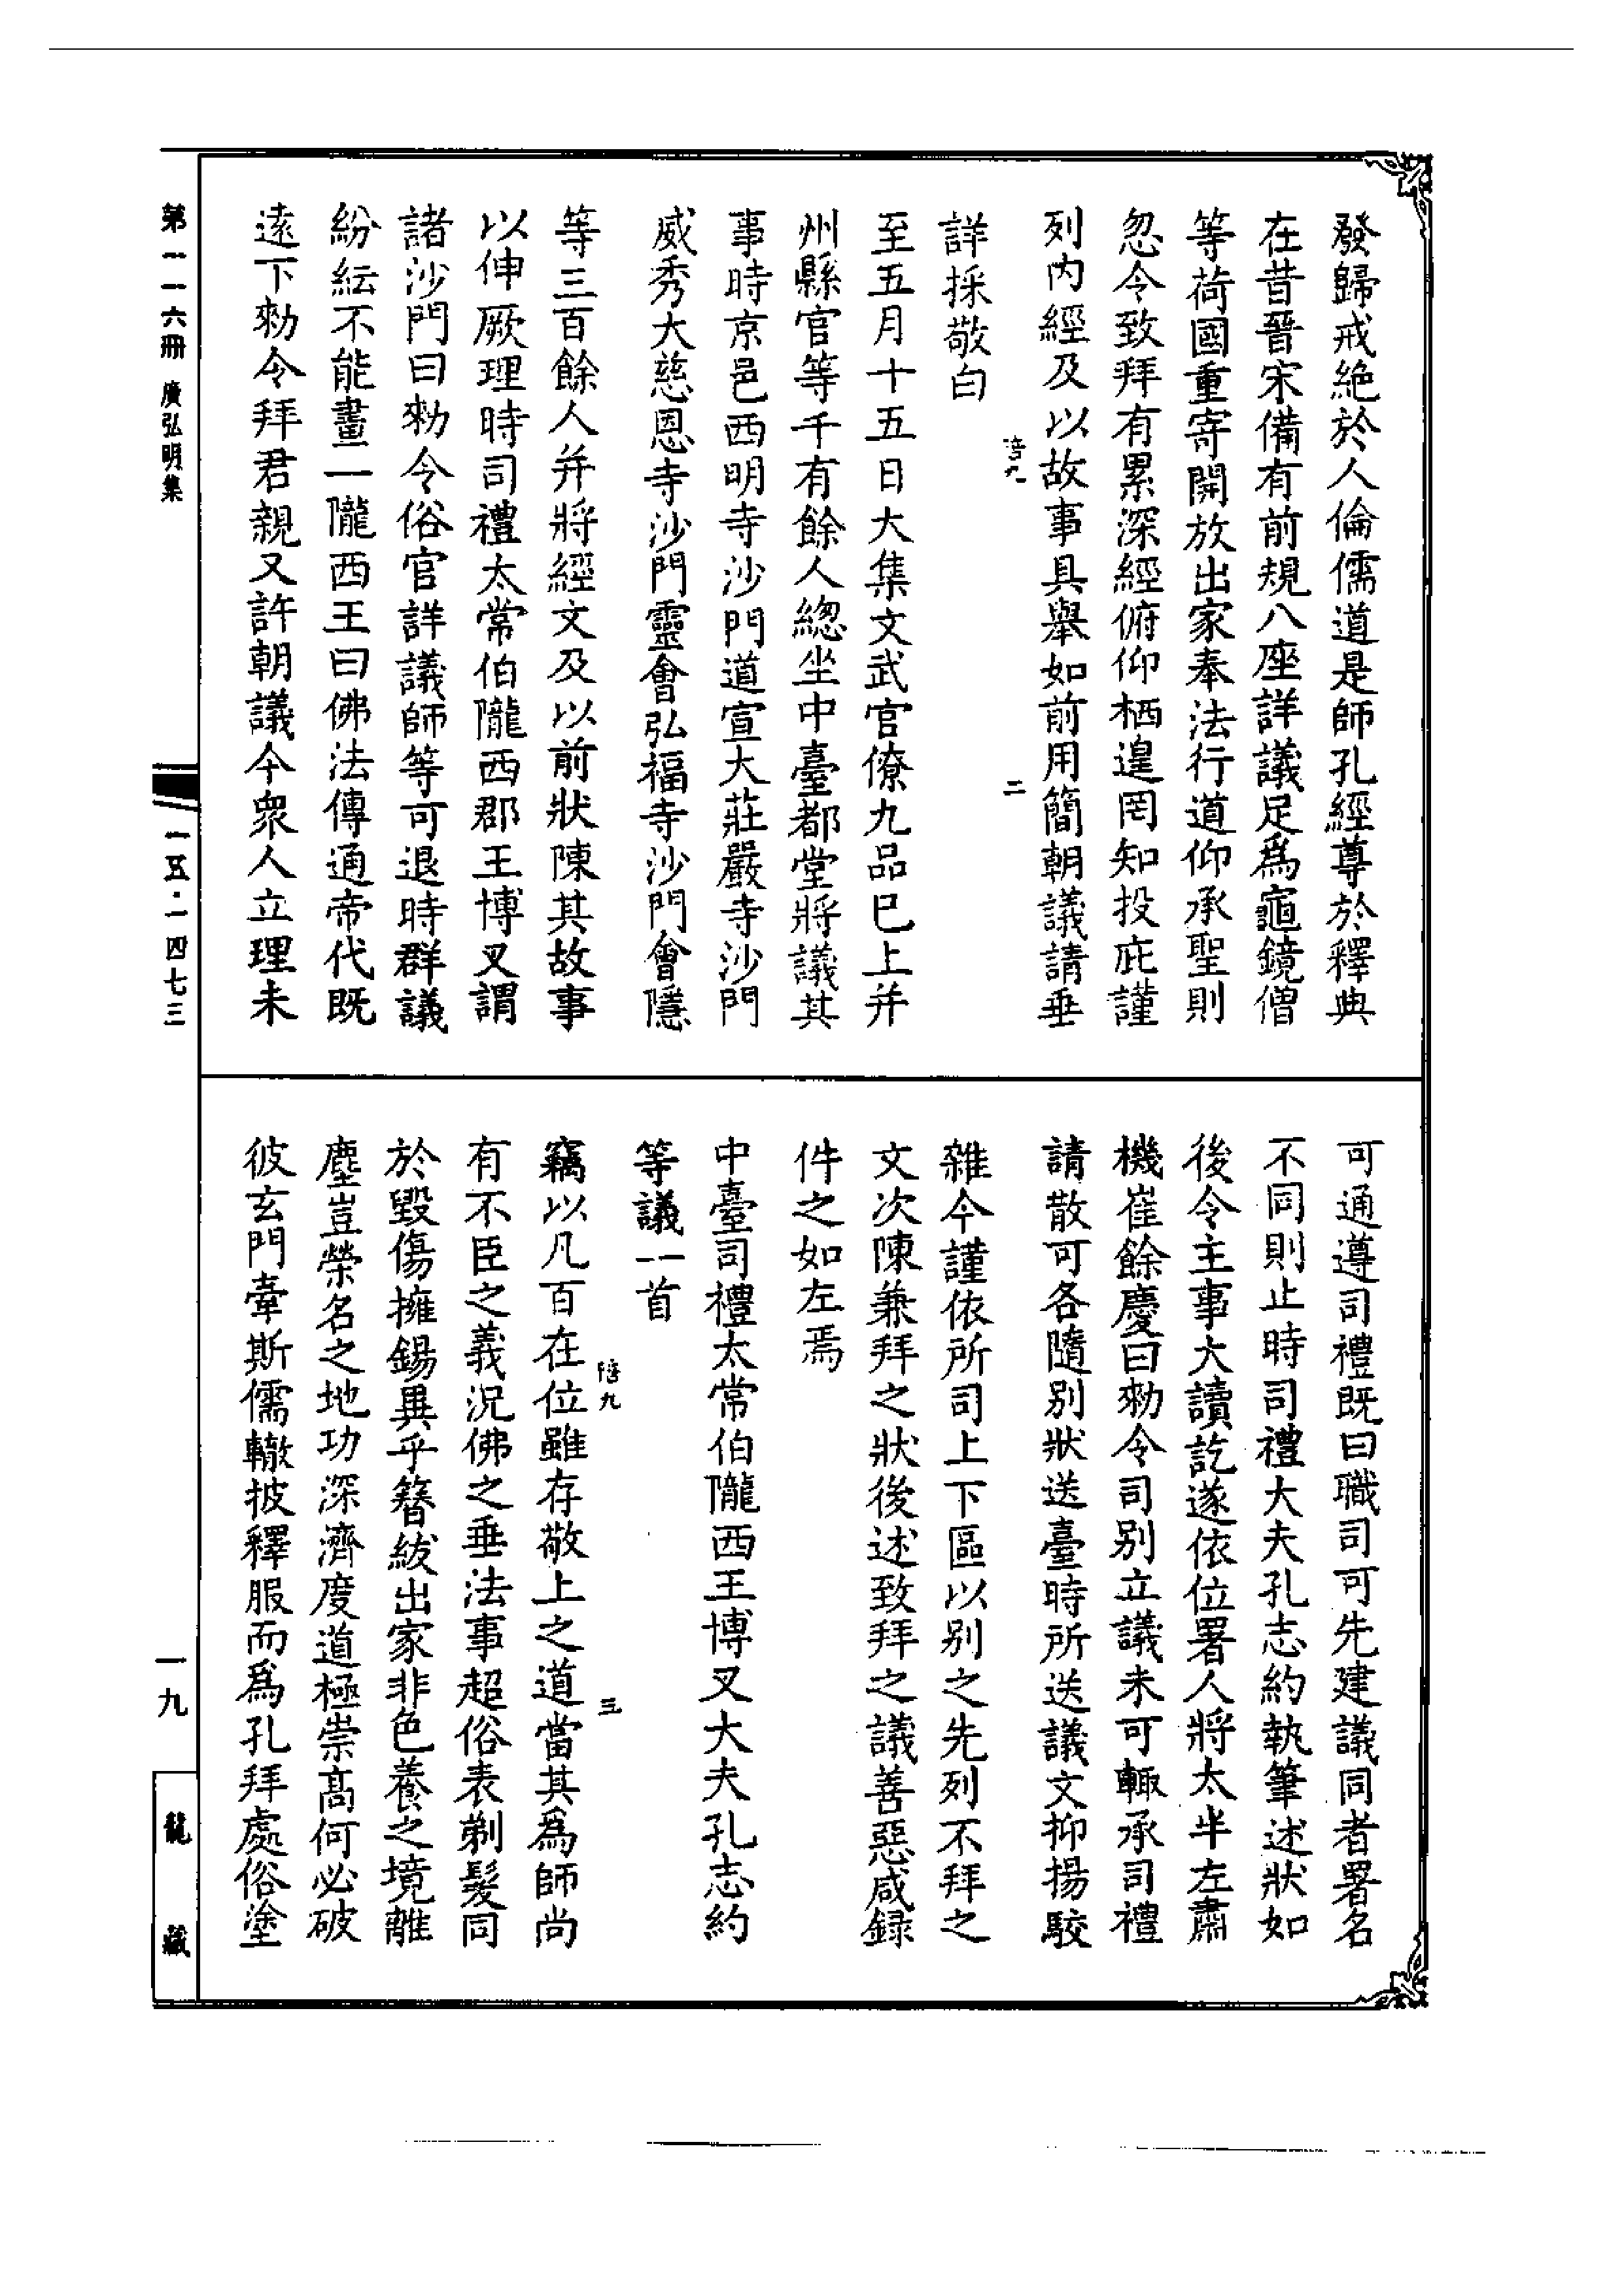 發歸戒絶於人倫儒道是師孔經尊於釋典
在昔晉宋備有前規八座詳議足爲龜鏡僧
等荷國重寄開放出家奉法行道仰承聖則
忽令致拜有累深經俯仰栖遑罔知投庇謹
列内經及以故事具舉如前用簡朝議請垂
九 二
詳採敬白
至五月十五日大集文武官僚九品已上并
州縣官等千有餘人緫坐中臺都堂將議其
事時京邑西明寺沙門道宣大莊嚴寺沙門
威秀大慈恩寺沙門靈會弘福寺沙門會隱
等三百餘人并將經文及以前狀陳其故事
以伸厥理時司禮太常伯隴西郡王博叉謂
諸沙門曰勑令俗官詳議師等可退時群議
紛紜不能畫一隴西王曰佛法傳通帝代既
遠下勑令拜君親又許朝議今衆人立理未
可通遵司禮既曰職司可先建議同者署名
不同則止時司禮大夫孔志約執筆述狀如
後令主事大讀訖遂依位署人將太半左肅
機崔餘慶曰勑令司别立議未可輙承司禮
請散可各隨别狀送臺時所送議文抑揚駁
雜今謹依所司上下區以别之先列不拜之
文次陳兼拜之狀後述致拜之議善惡咸録
件之如左焉
中臺司禮太常伯隴西王博叉大夫孔志約
等議一首
九 三
竊以凡百在位雖存敬上之道當其爲師尚
有不臣之義況佛之垂法事超俗表剃髮同
於毀傷擁錫異乎簪紱出家非色養之境離
塵豈榮名之地功深濟度道極崇高何必破
彼玄門牽斯儒轍披釋服而爲孔拜處俗塗
第一一六冊 廣弘明集
一五·一四七三
一九
龍藏